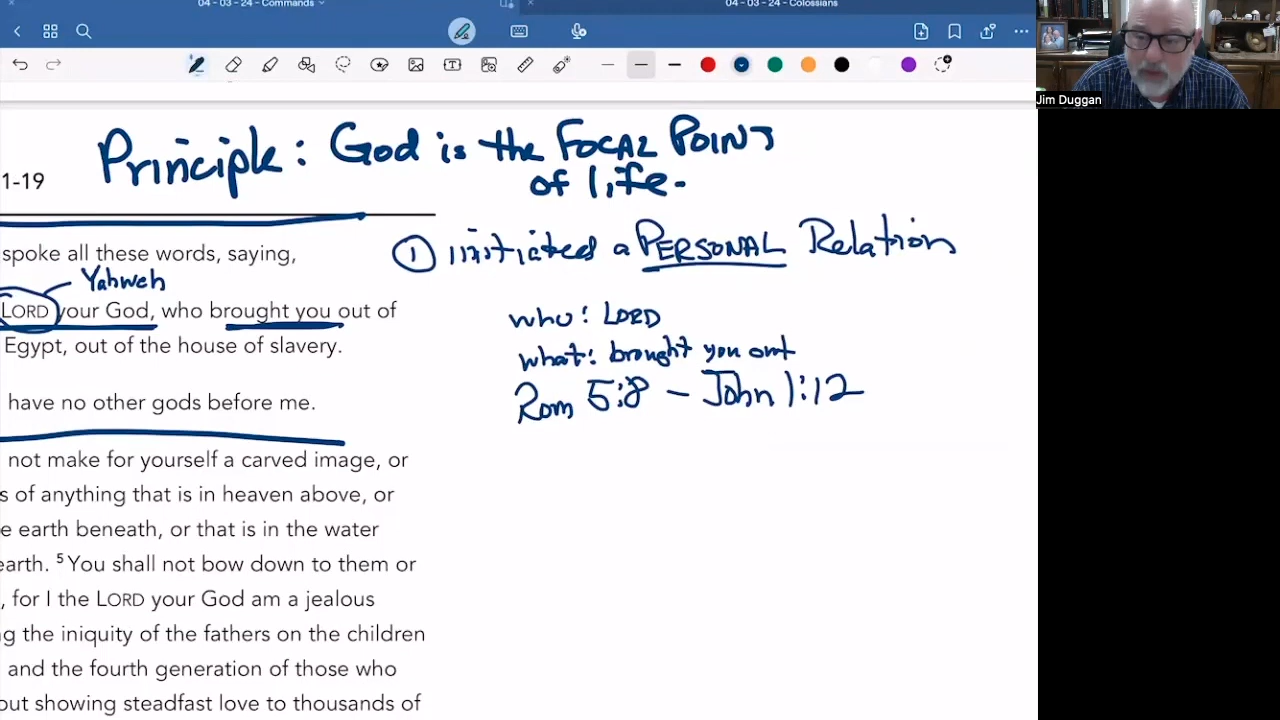 04 - 03 - 24 - Commands
04 - 03 - 24 - Colossians
Jim Duggan
Principle: God is the FOCAL POINT
of life.
1-19
① initiated a PERSONAL Relation
spoke all these words, saying,
Yahweh
LORD your God, who brought you out of
Egypt, out of the house of slavery.
who: LORD
what: brought you out
Rom 5:8 - John 1:12
have no other gods before me.
not make for yourself a carved image, or
s of anything that is in heaven above, or
e earth beneath, or that is in the water
earth. 5 You shall not bow down to them or
, for I the LORD your God am a jealous
g the iniquity of the fathers on the children
and the fourth generation of those who
out showing steadfast love to thousands of